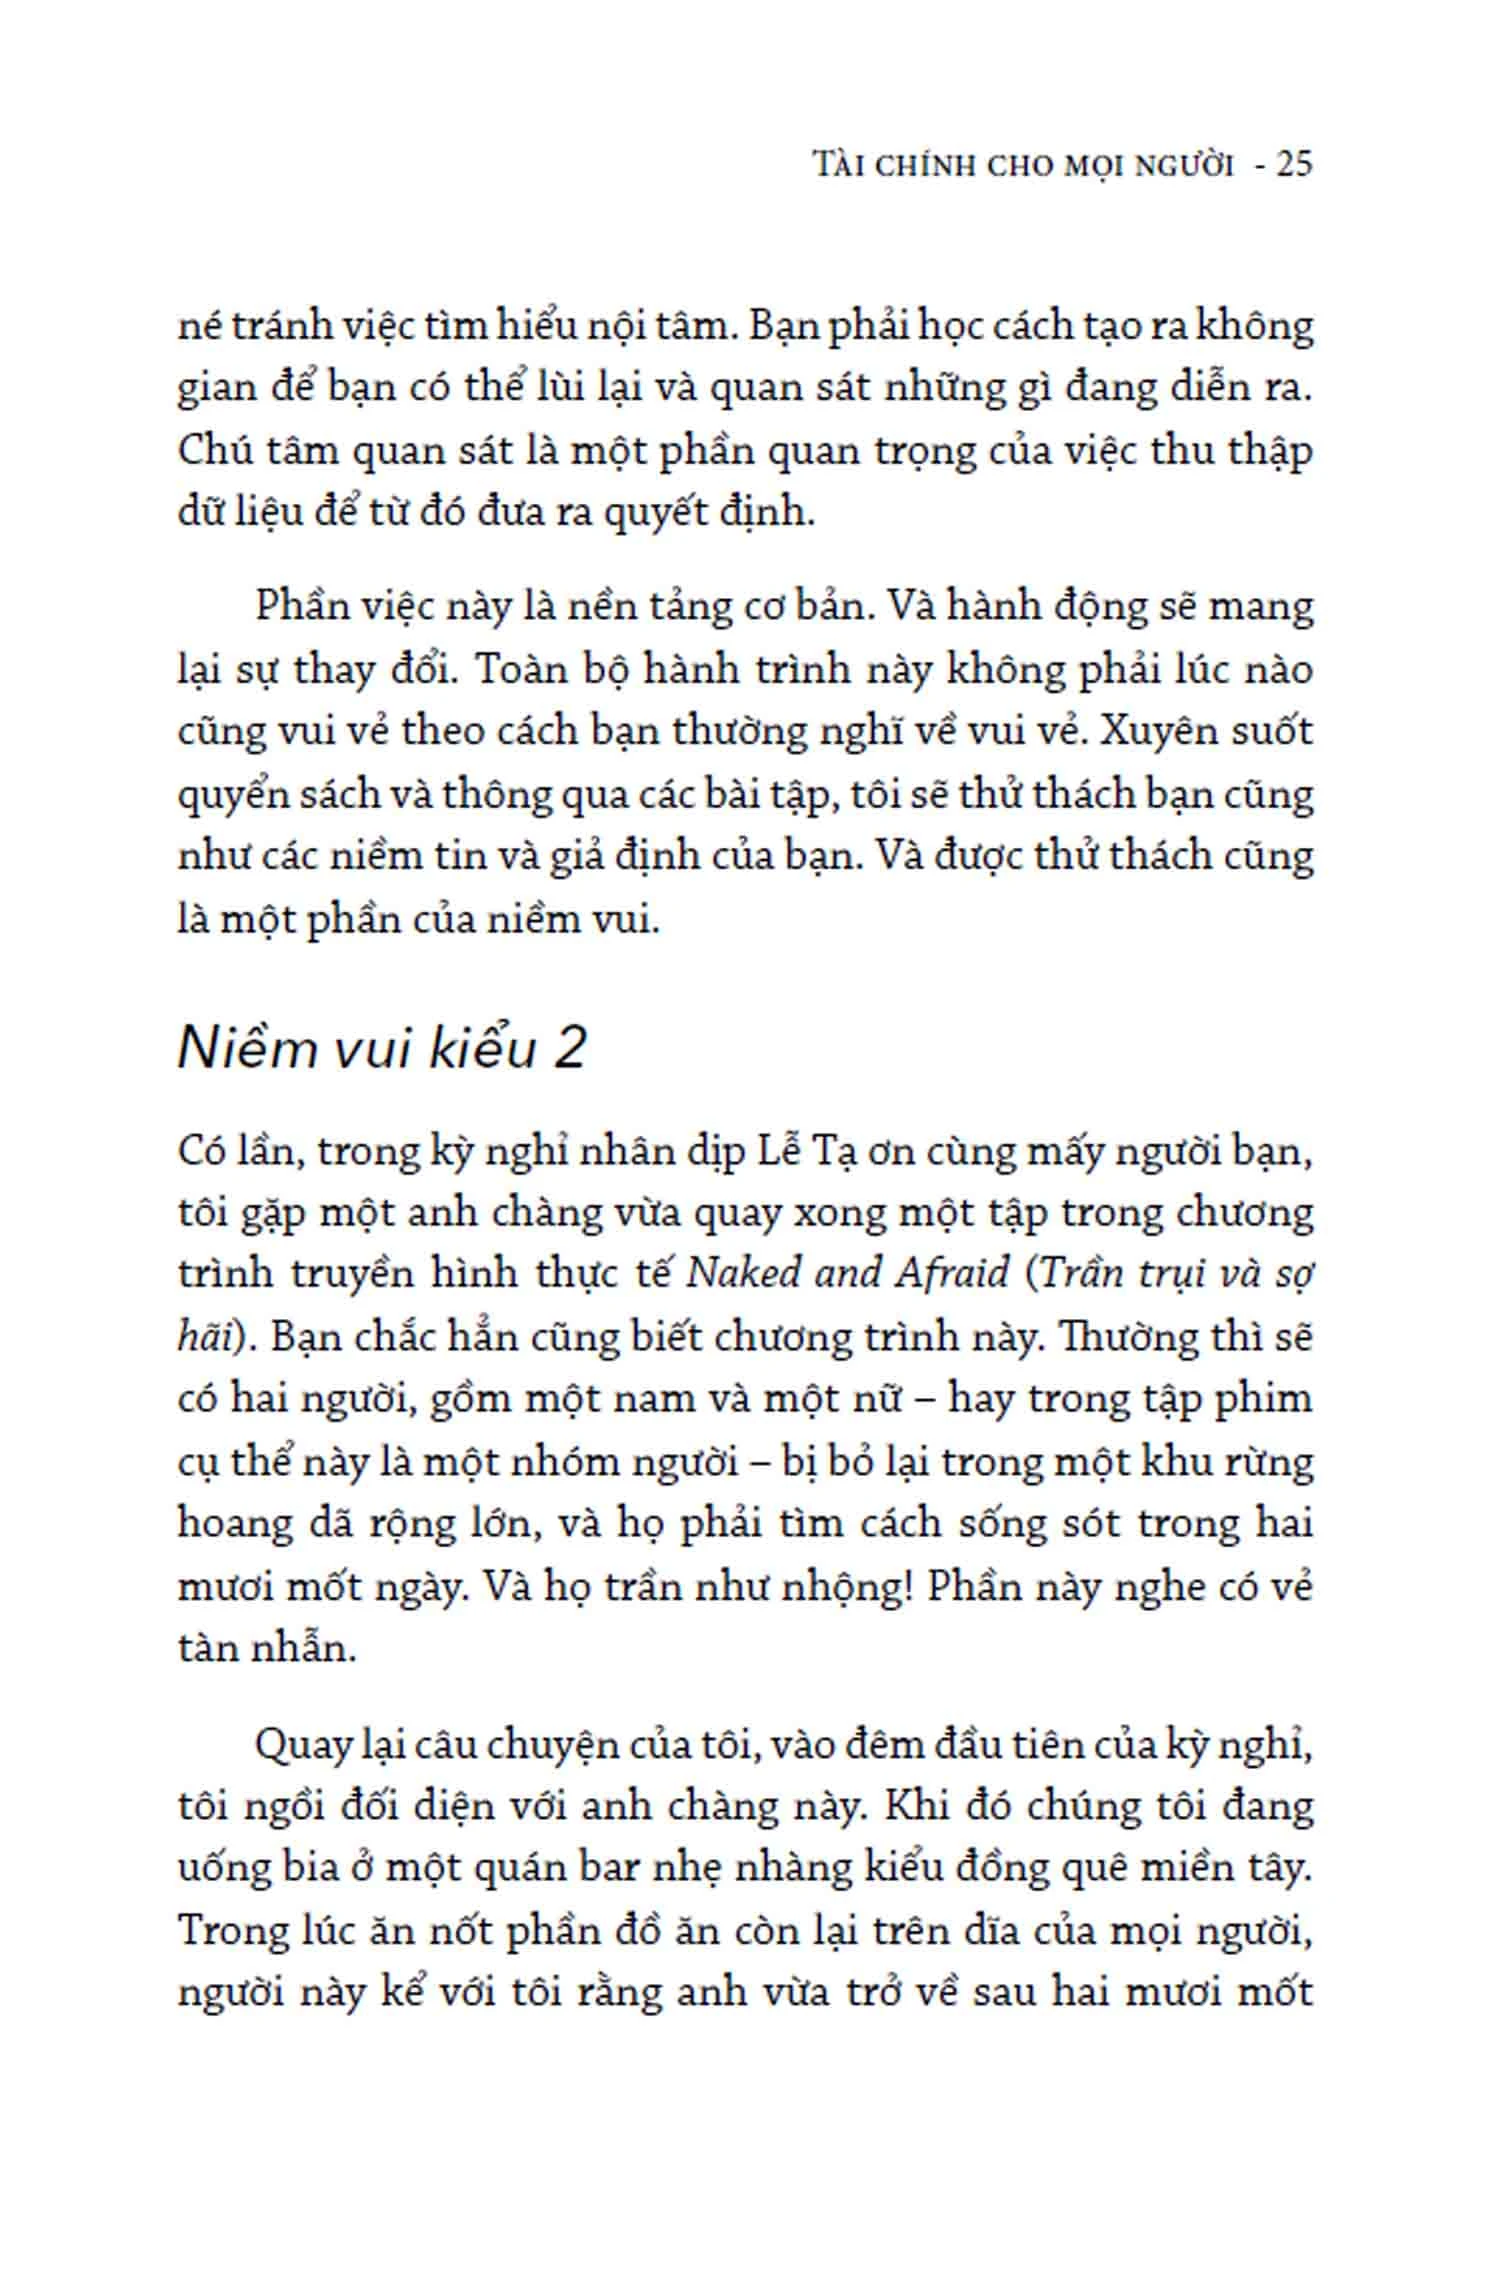 TÀI CHÍNH CHO MỌI NGƯỜI - 25
né tránh việc tìm hiểu nội tâm. Bạn phải học cách tạo ra không
gian để bạn có thể lùi lại và quan sát những gì đang diễn ra.
Chú tâm quan sát là một phần quan trọng của việc thu thập
dữ liệu để từ đó đưa ra quyết định.
Phần việc này là nền tảng cơ bản. Và hành động sẽ mang
lại sự thay đổi. Toàn bộ hành trình này không phải lúc nào
cũng vui vẻ theo cách bạn thường nghĩ về vui vẻ. Xuyên suốt
quyển sách và thông qua các bài tập, tôi sẽ thử thách bạn cũng
như các niềm tin và giả định của bạn. Và được thử thách cũng
là một phần của niềm vui.
Niềm vui kiểu 2
Có lần, trong kỳ nghỉ nhân dịp Lễ Tạ ơn cùng mấy người bạn,
tôi gặp một anh chàng vừa quay xong một tập trong chương
trình truyền hình thực tế Naked and Afraid (Trần trụi và sợ
hãi). Bạn chắc hẳn cũng biết chương trình này. Thường thì sẽ
có hai người, gồm một nam và một nữ – hay trong tập phim
cụ thể này là một nhóm người – bị bỏ lại trong một khu rừng
hoang dã rộng lớn, và họ phải tìm cách sống sót trong hai
mươi mốt ngày. Và họ trần như nhộng! Phần này nghe có vẻ
tàn nhẫn.
Quay lại câu chuyện của tôi, vào đêm đầu tiên của kỳ nghỉ,
tôi ngồi đối diện với anh chàng này. Khi đó chúng tôi đang
uống bia ở một quán bar nhẹ nhàng kiểu đồng quê miền tây.
Trong lúc ăn nốt phần đồ ăn còn lại trên dĩa của mọi người,
người này kể với tôi rằng anh vừa trở về sau hai mươi mốt